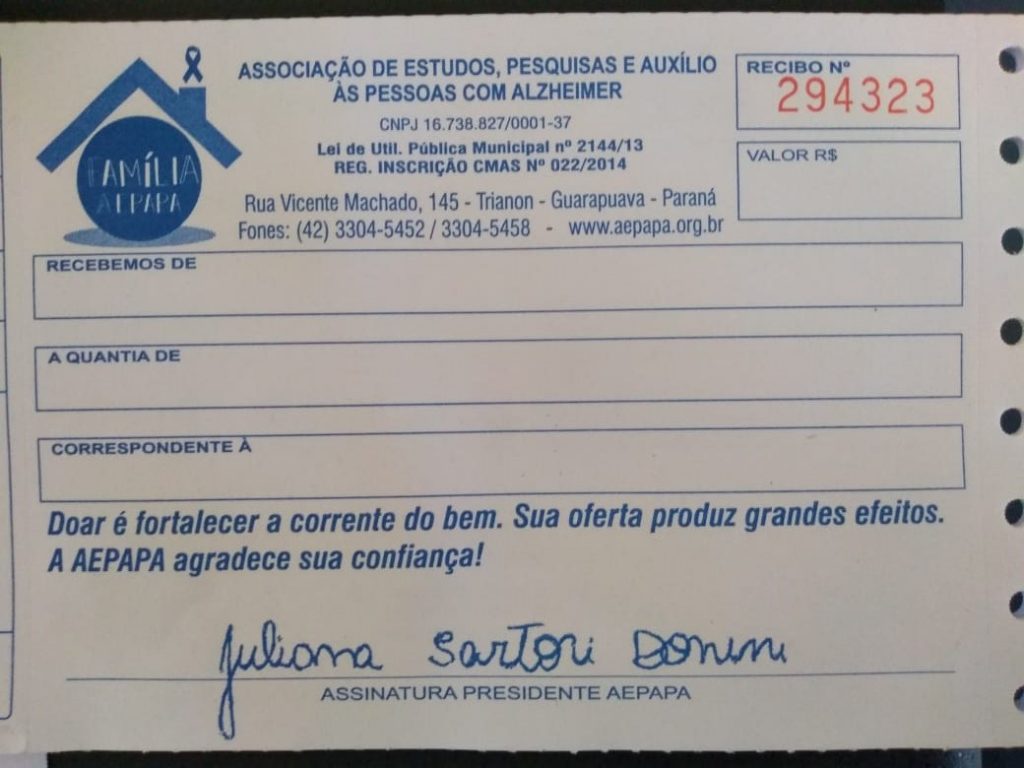 FAMÍLIA
AEPAPA
ASSOCIAÇÃO DE ESTUDOS, PESQUISAS E AUXÍLIO
ÀS PESSOAS COM ALZHEIMER
CNPJ 16.738.827/0001-37
Lei de Util. Pública Municipal nº 2144/13
REG. INSCRIÇÃO CMAS Nº 022/2014
Rua Vicente Machado, 145 - Trianon - Guarapuava - Paraná
Fones: (42) 3304-5452 / 3304-5458 - www.aepapa.org.br
RECIBO Nº
294323
VALOR R$
RECEBEMOS DE
A QUANTIA DE
CORRESPONDENTE À
Doar é fortalecer a corrente do bem. Sua oferta produz grandes efeitos.
A AEPAPA agradece sua confiança!
Juliana Sartori Donini
ASSINATURA PRESIDENTE AEPAPA